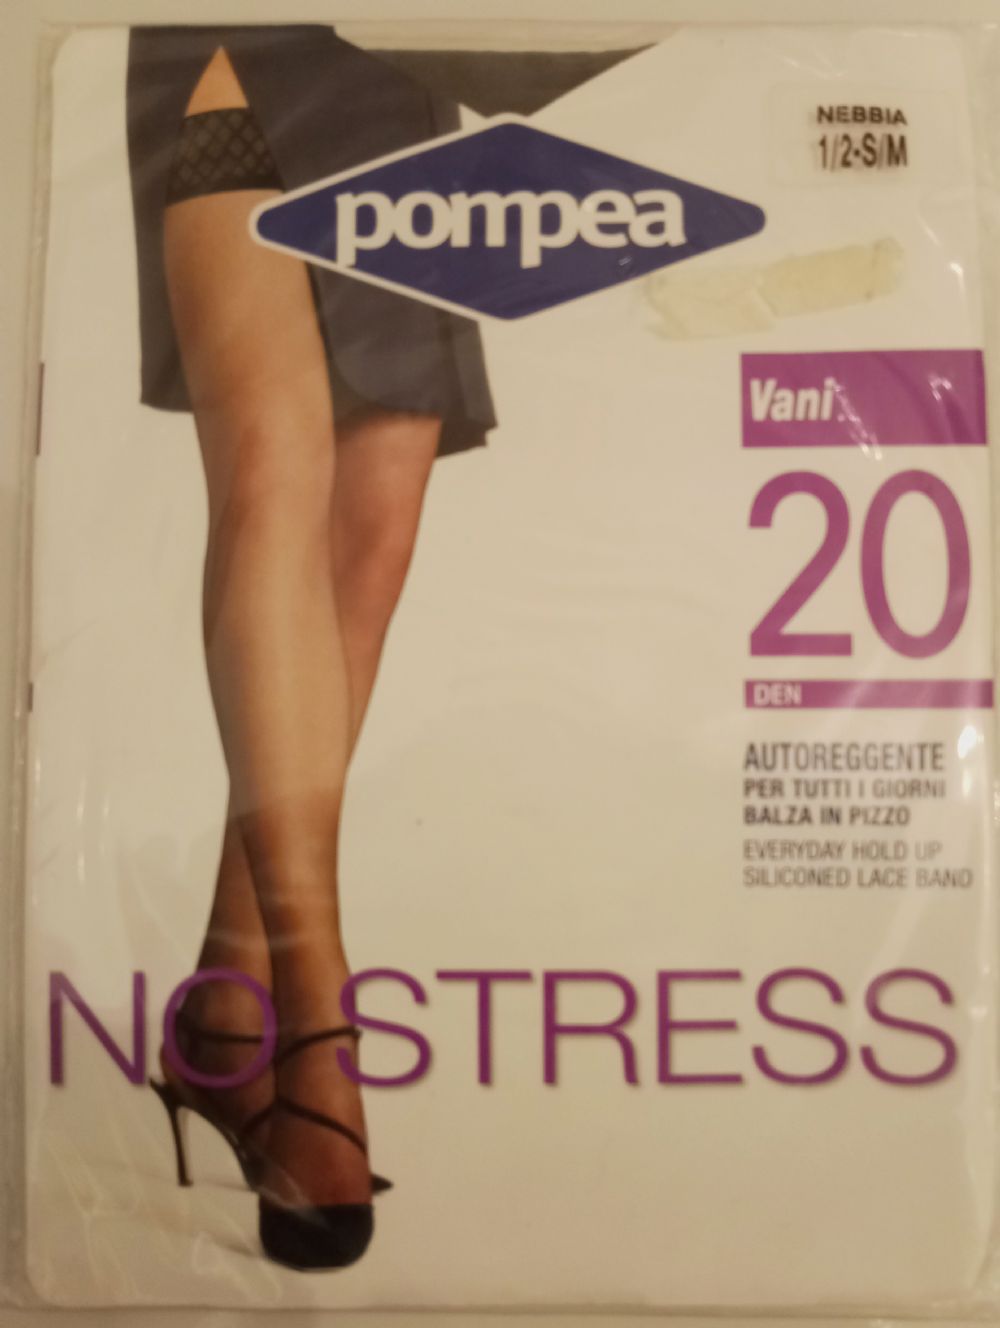 NEBBIA
1/2-S/M
pompea
Vani
20
DEN
AUTOREGGENTE
PER TUTTI I GIORNI
BALZA IN PIZZO
EVERYDAY HOLD UP
SILICONED LACE BAND
NO STRESS